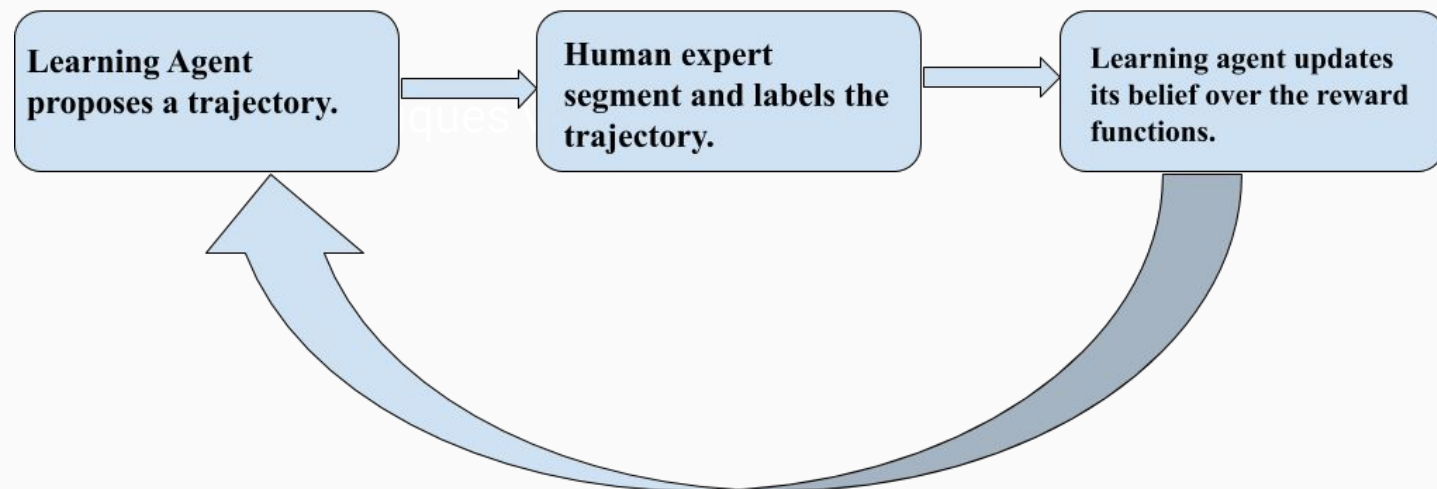 Learning Agent
proposes a trajectory.
Human expert
segment and labels the
trajectory.
Learning agent updates
its belief over the reward
functions.